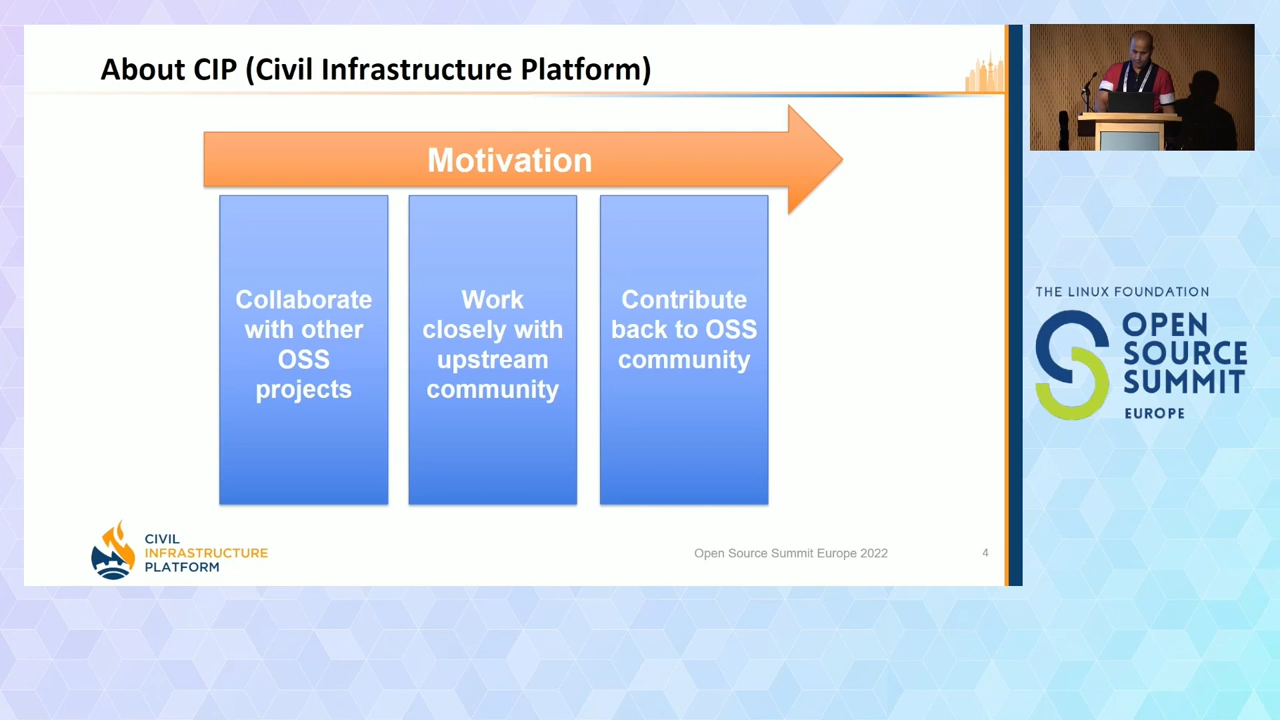 About CIP (Civil Infrastructure Platform)
Motivation
Collaborate
with other
OSS
projects
Work
closely with
upstream
community
Contribute
back to OSS
community
CIVIL
INFRASTRUCTURE
PLATFORM
Open Source Summit Europe 2022
4
THE LINUX FOUNDATION
OPEN
SOURCE
SUMMIT
EUROPE